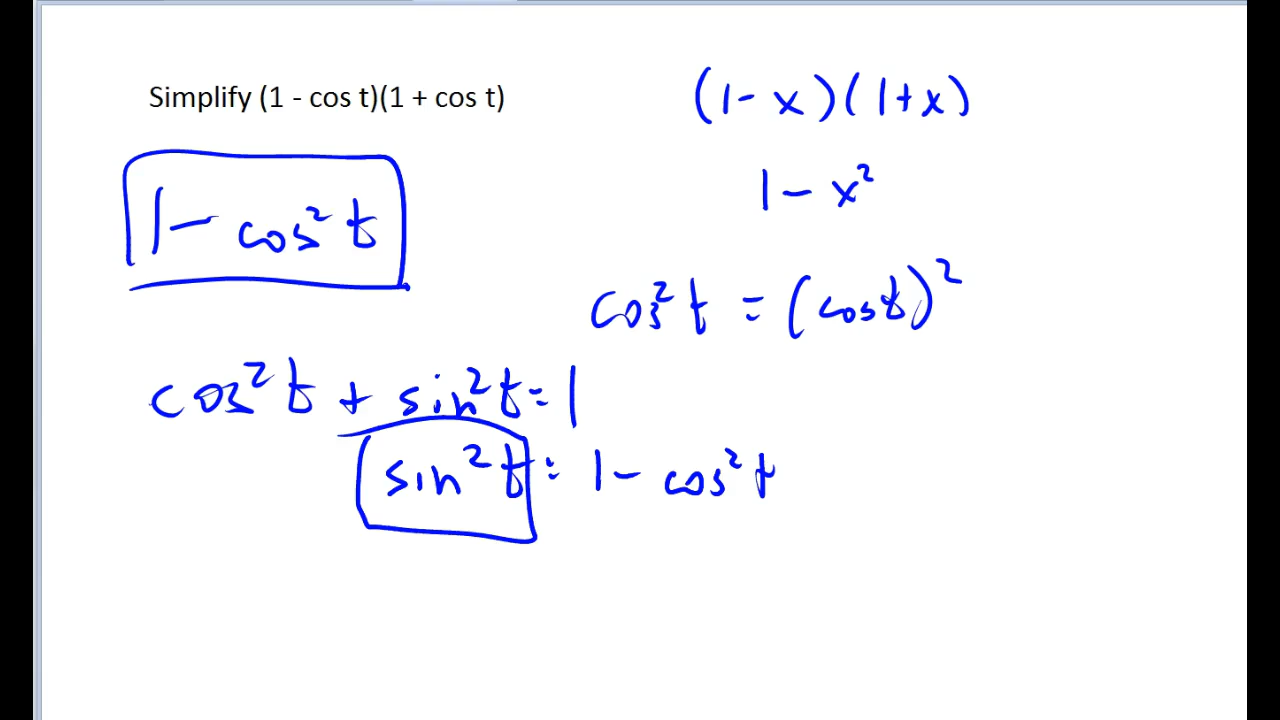 Simplify (1 - cos t)(1 + cos t)
(1 - x)(1 + x)
1 - x²
1 - cos² t
cos² t = (cos t)²
cos² t + sin² t = 1
sin² t = 1 - cos² t